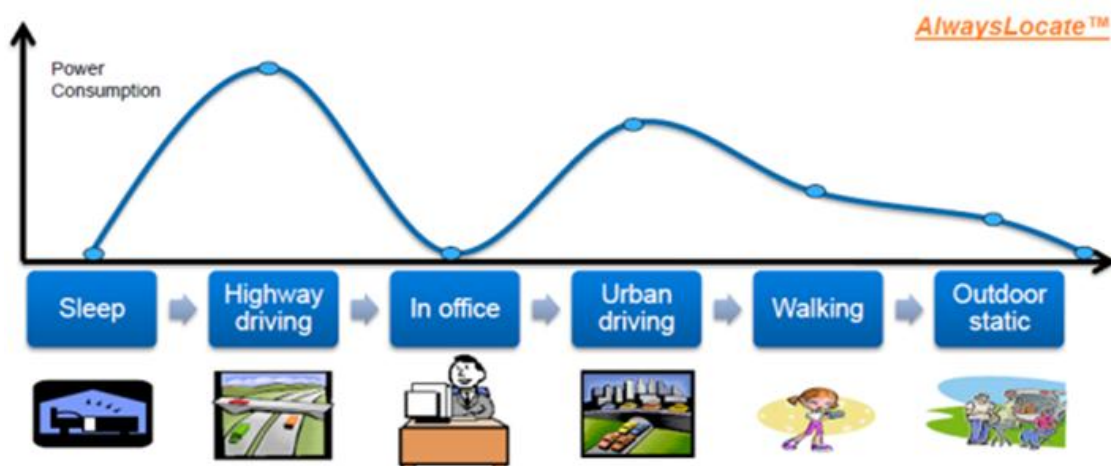 AlwaysLocate™
Power
Consumption
Sleep
Highway
driving
In office
Urban
driving
Walking
Outdoor
static